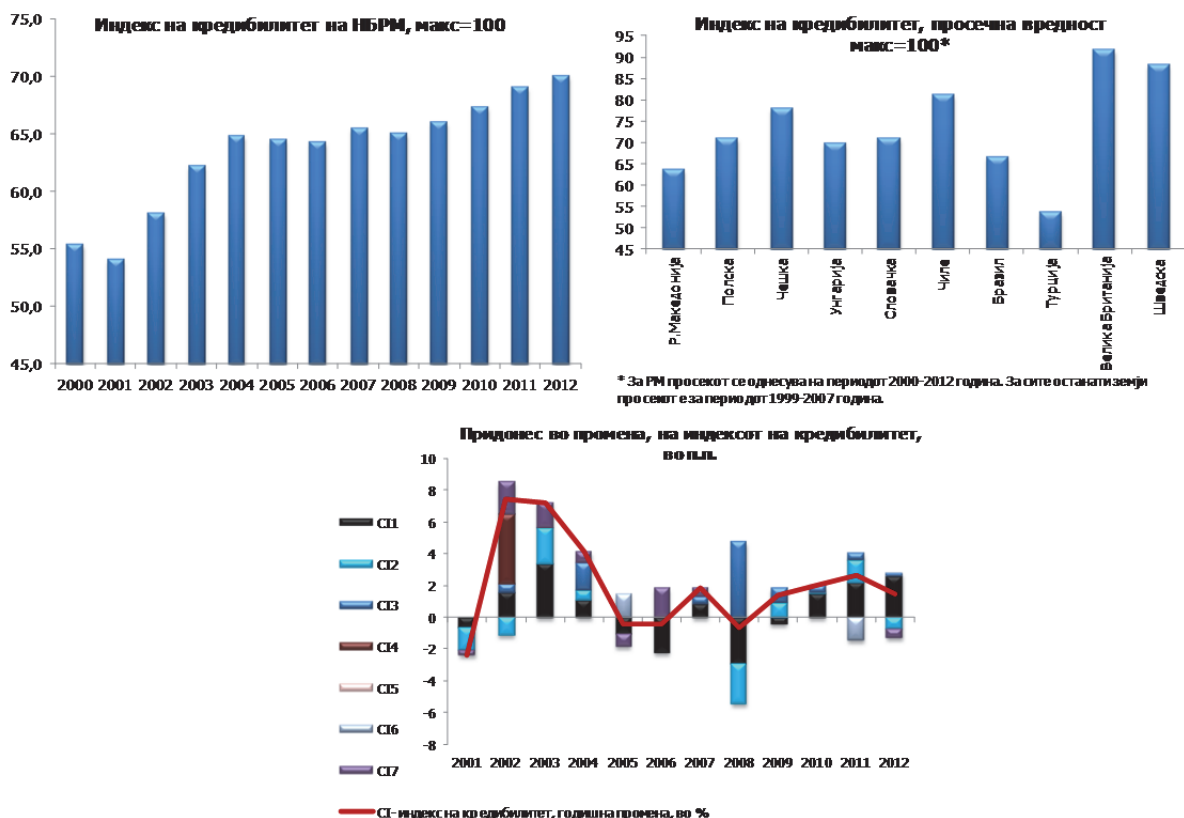 Индекс на кредибилитет на НБРМ, макс=100
75,0
70,0
65,0
60,0
55,0
50,0
45,0
2000 2001 2002 2003 2004 2005 2006 2007 2008 2009 2010 2011 2012
Индекс на кредибилитет, просечна вредност
макс=100*
95
90
85
80
75
70
65
60
55
50
45
Р.Македонија
Полска
Чешка
Унгарија
Словачка
Чиле
Бразил
Турција
Велика Британија
Шведска
* За РМ просекот се однесува на периодот 2000-2012 година. За сите останати земји
просекот е за периодот 1999-2007 година.
Придонес во промена, на индексот на кредибилитет,
во п.п.
CI1
CI2
CI3
CI4
CI5
CI6
CI7
10
8
6
4
2
0
-2
-4
-6
-8
2001 2002 2003 2004 2005 2006 2007 2008 2009 2010 2011 2012
CI- индекс на кредибилитет, годишна промена, во %